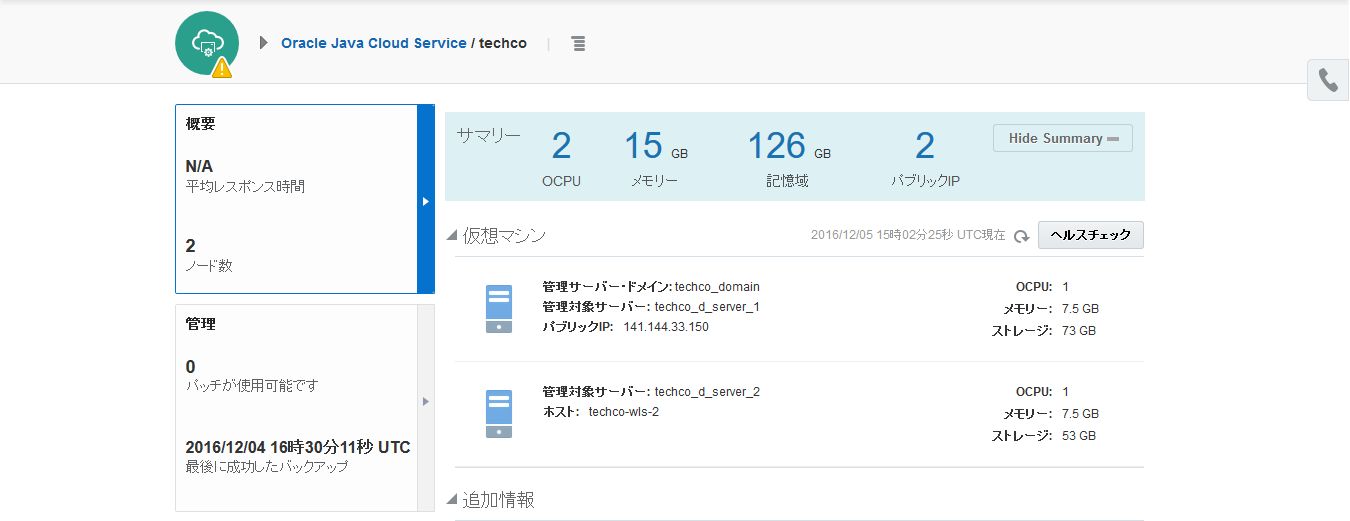 Oracle Java Cloud Service / techco
概要
N/A
平均レスポンス時間
2
ノード数
管理
0
パッチが使用可能です
2016/12/04 16時30分11秒 UTC
最後に成功したバックアップ
サマリー
2
OCPU
15 GB
メモリー
126 GB
記憶域
2
パブリックIP
Hide Summary
仮想マシン
2016/12/05 15時02分25秒 UTC現在
ヘルスチェック
管理サーバー・ドメイン: techco_domain
管理対象サーバー: techco_d_server_1
パブリックIP: 141.144.33.150
OCPU: 1
メモリー: 7.5 GB
ストレージ: 73 GB
管理対象サーバー: techco_d_server_2
ホスト: techco-wls-2
OCPU: 1
メモリー: 7.5 GB
ストレージ: 53 GB
追加情報